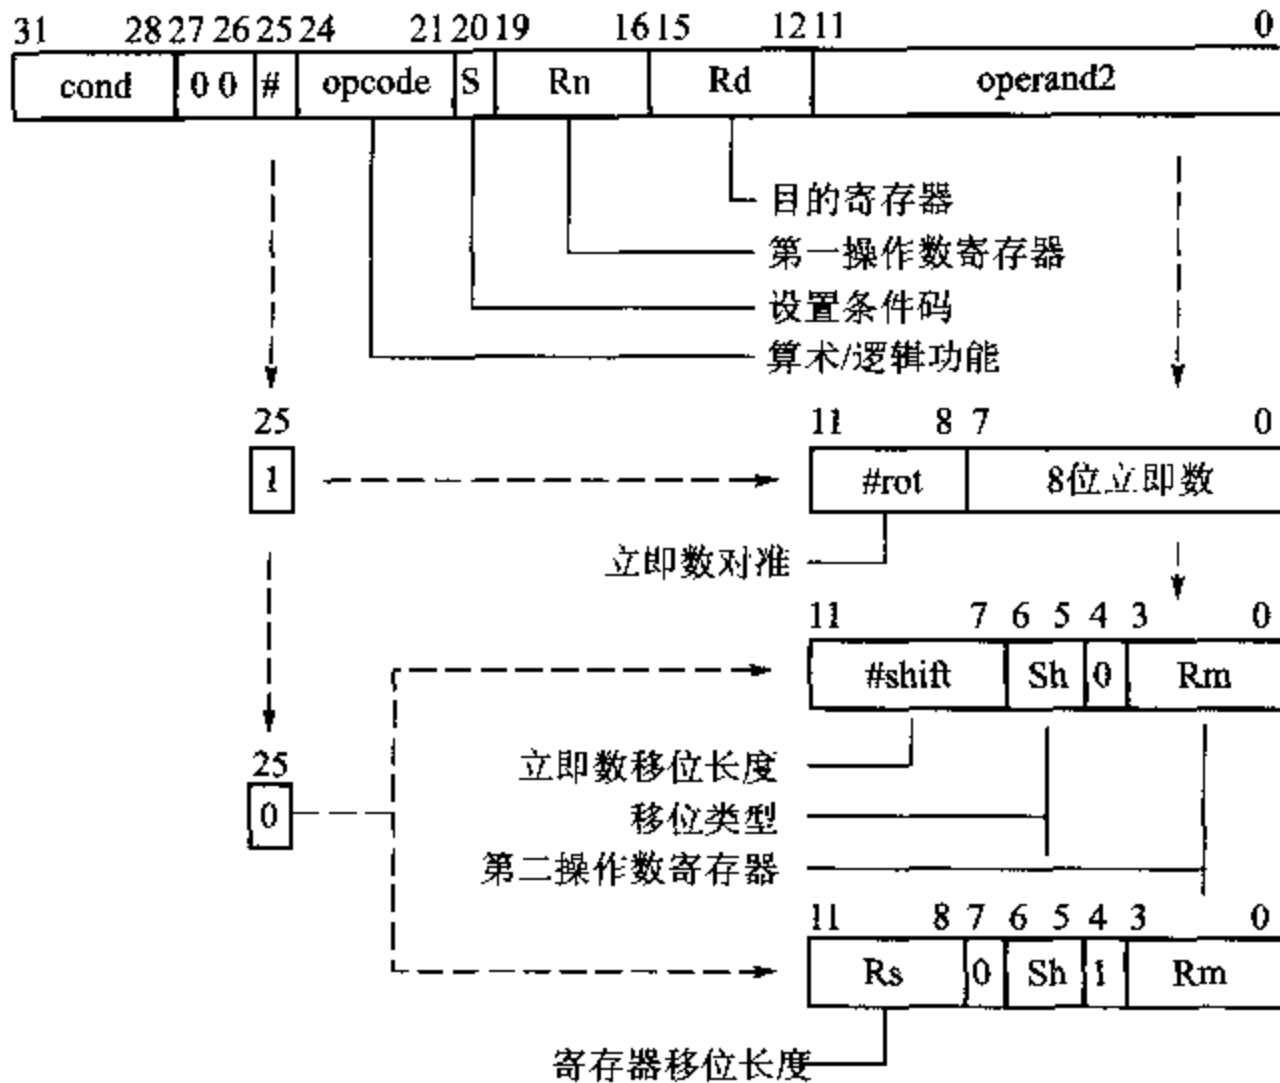 31 28 27 26 25 24 21 20 19 16 15 12 11 0
cond 0 0 # opcode S Rn Rd operand2
目的寄存器
第一操作数寄存器
设置条件码
算术/逻辑功能
25 11 8 7 0
1 #rot 8位立即数
立即数对准
11 7 6 5 4 3 0
#shift Sh 0 Rm
25 立即数移位长度
0 移位类型
第二操作数寄存器
11 8 7 6 5 4 3 0
Rs 0 Sh 1 Rm
寄存器移位长度